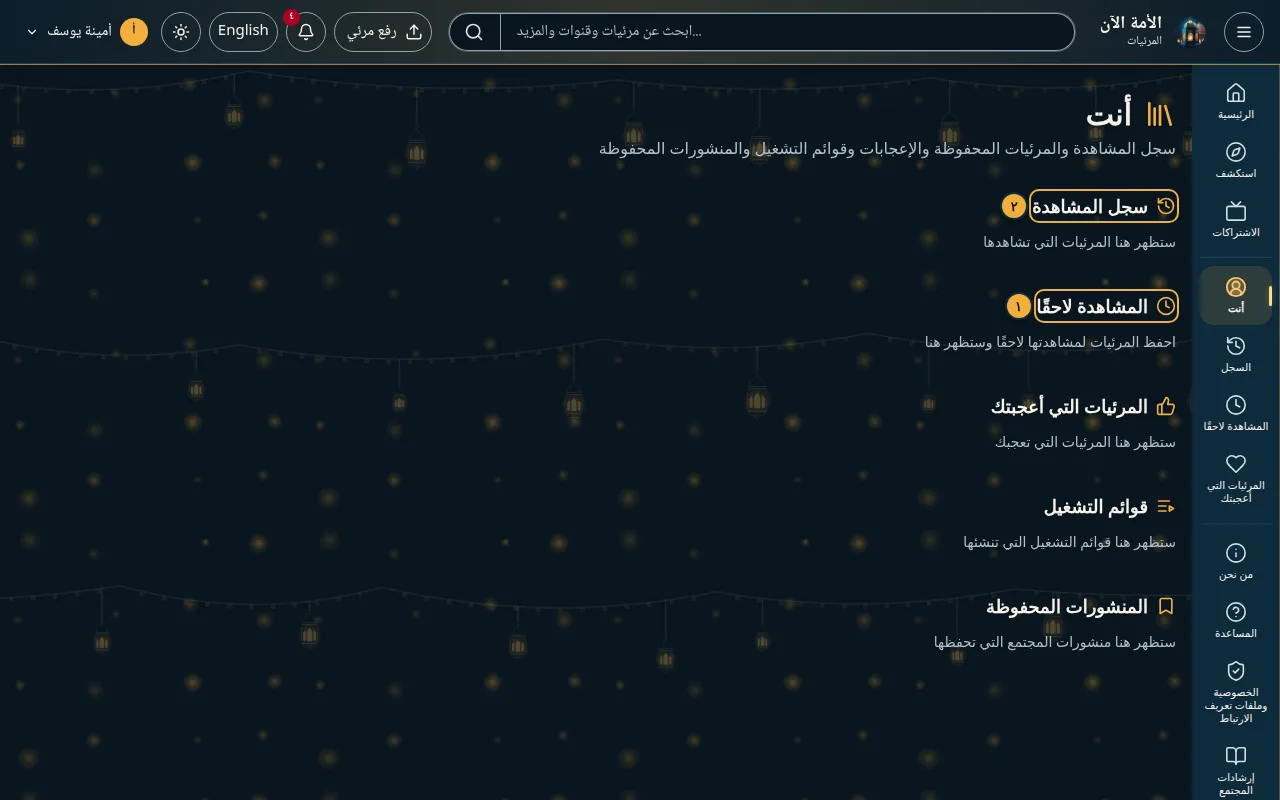 الأمة الآن
المرئيات
ابحث عن مرئيات وقنوات والمزيد...
رفع مرئي
٤
English
أ
أمينة يوسف
الرئيسية
استكشف
الاشتراكات
أنت
السجل
المشاهدة لاحقًا
المرئيات التي
أعجبتك
من نحن
المساعدة
الخصوصية
وملفات تعريف
الارتباط
إرشادات
المجتمع
أنت
سجل المشاهدة والمرئيات المحفوظة والإعجابات وقوائم التشغيل والمنشورات المحفوظة
سجل المشاهدة ٢
ستظهر هنا المرئيات التي تشاهدها
المشاهدة لاحقًا ١
احفظ المرئيات لمشاهدتها لاحقًا وستظهر هنا
المرئيات التي أعجبتك
ستظهر هنا المرئيات التي تعجبك
قوائم التشغيل
ستظهر هنا قوائم التشغيل التي تنشئها
المنشورات المحفوظة
ستظهر هنا منشورات المجتمع التي تحفظها